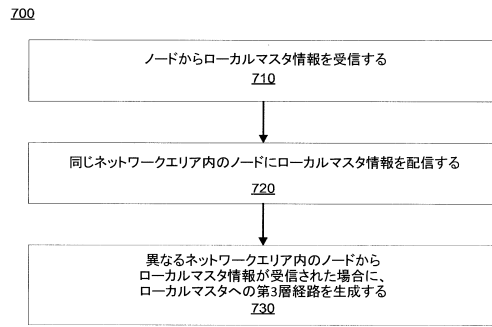 700
ノードからローカルマスタ情報を受信する
710
同じネットワークエリア内のノードにローカルマスタ情報を配信する
720
異なるネットワークエリア内のノードから
ローカルマスタ情報が受信された場合に、
ローカルマスタへの第3層経路を生成する
730